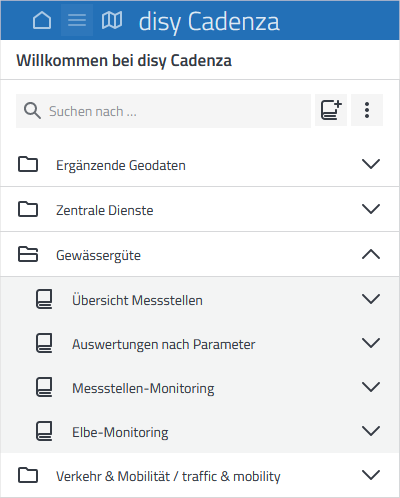 disy Cadenza
Willkommen bei disy Cadenza
Suchen nach ...
Ergänzende Geodaten
Zentrale Dienste
Gewässergüte
Übersicht Messstellen
Auswertungen nach Parameter
Messstellen-Monitoring
Elbe-Monitoring
Verkehr & Mobilität / traffic & mobility